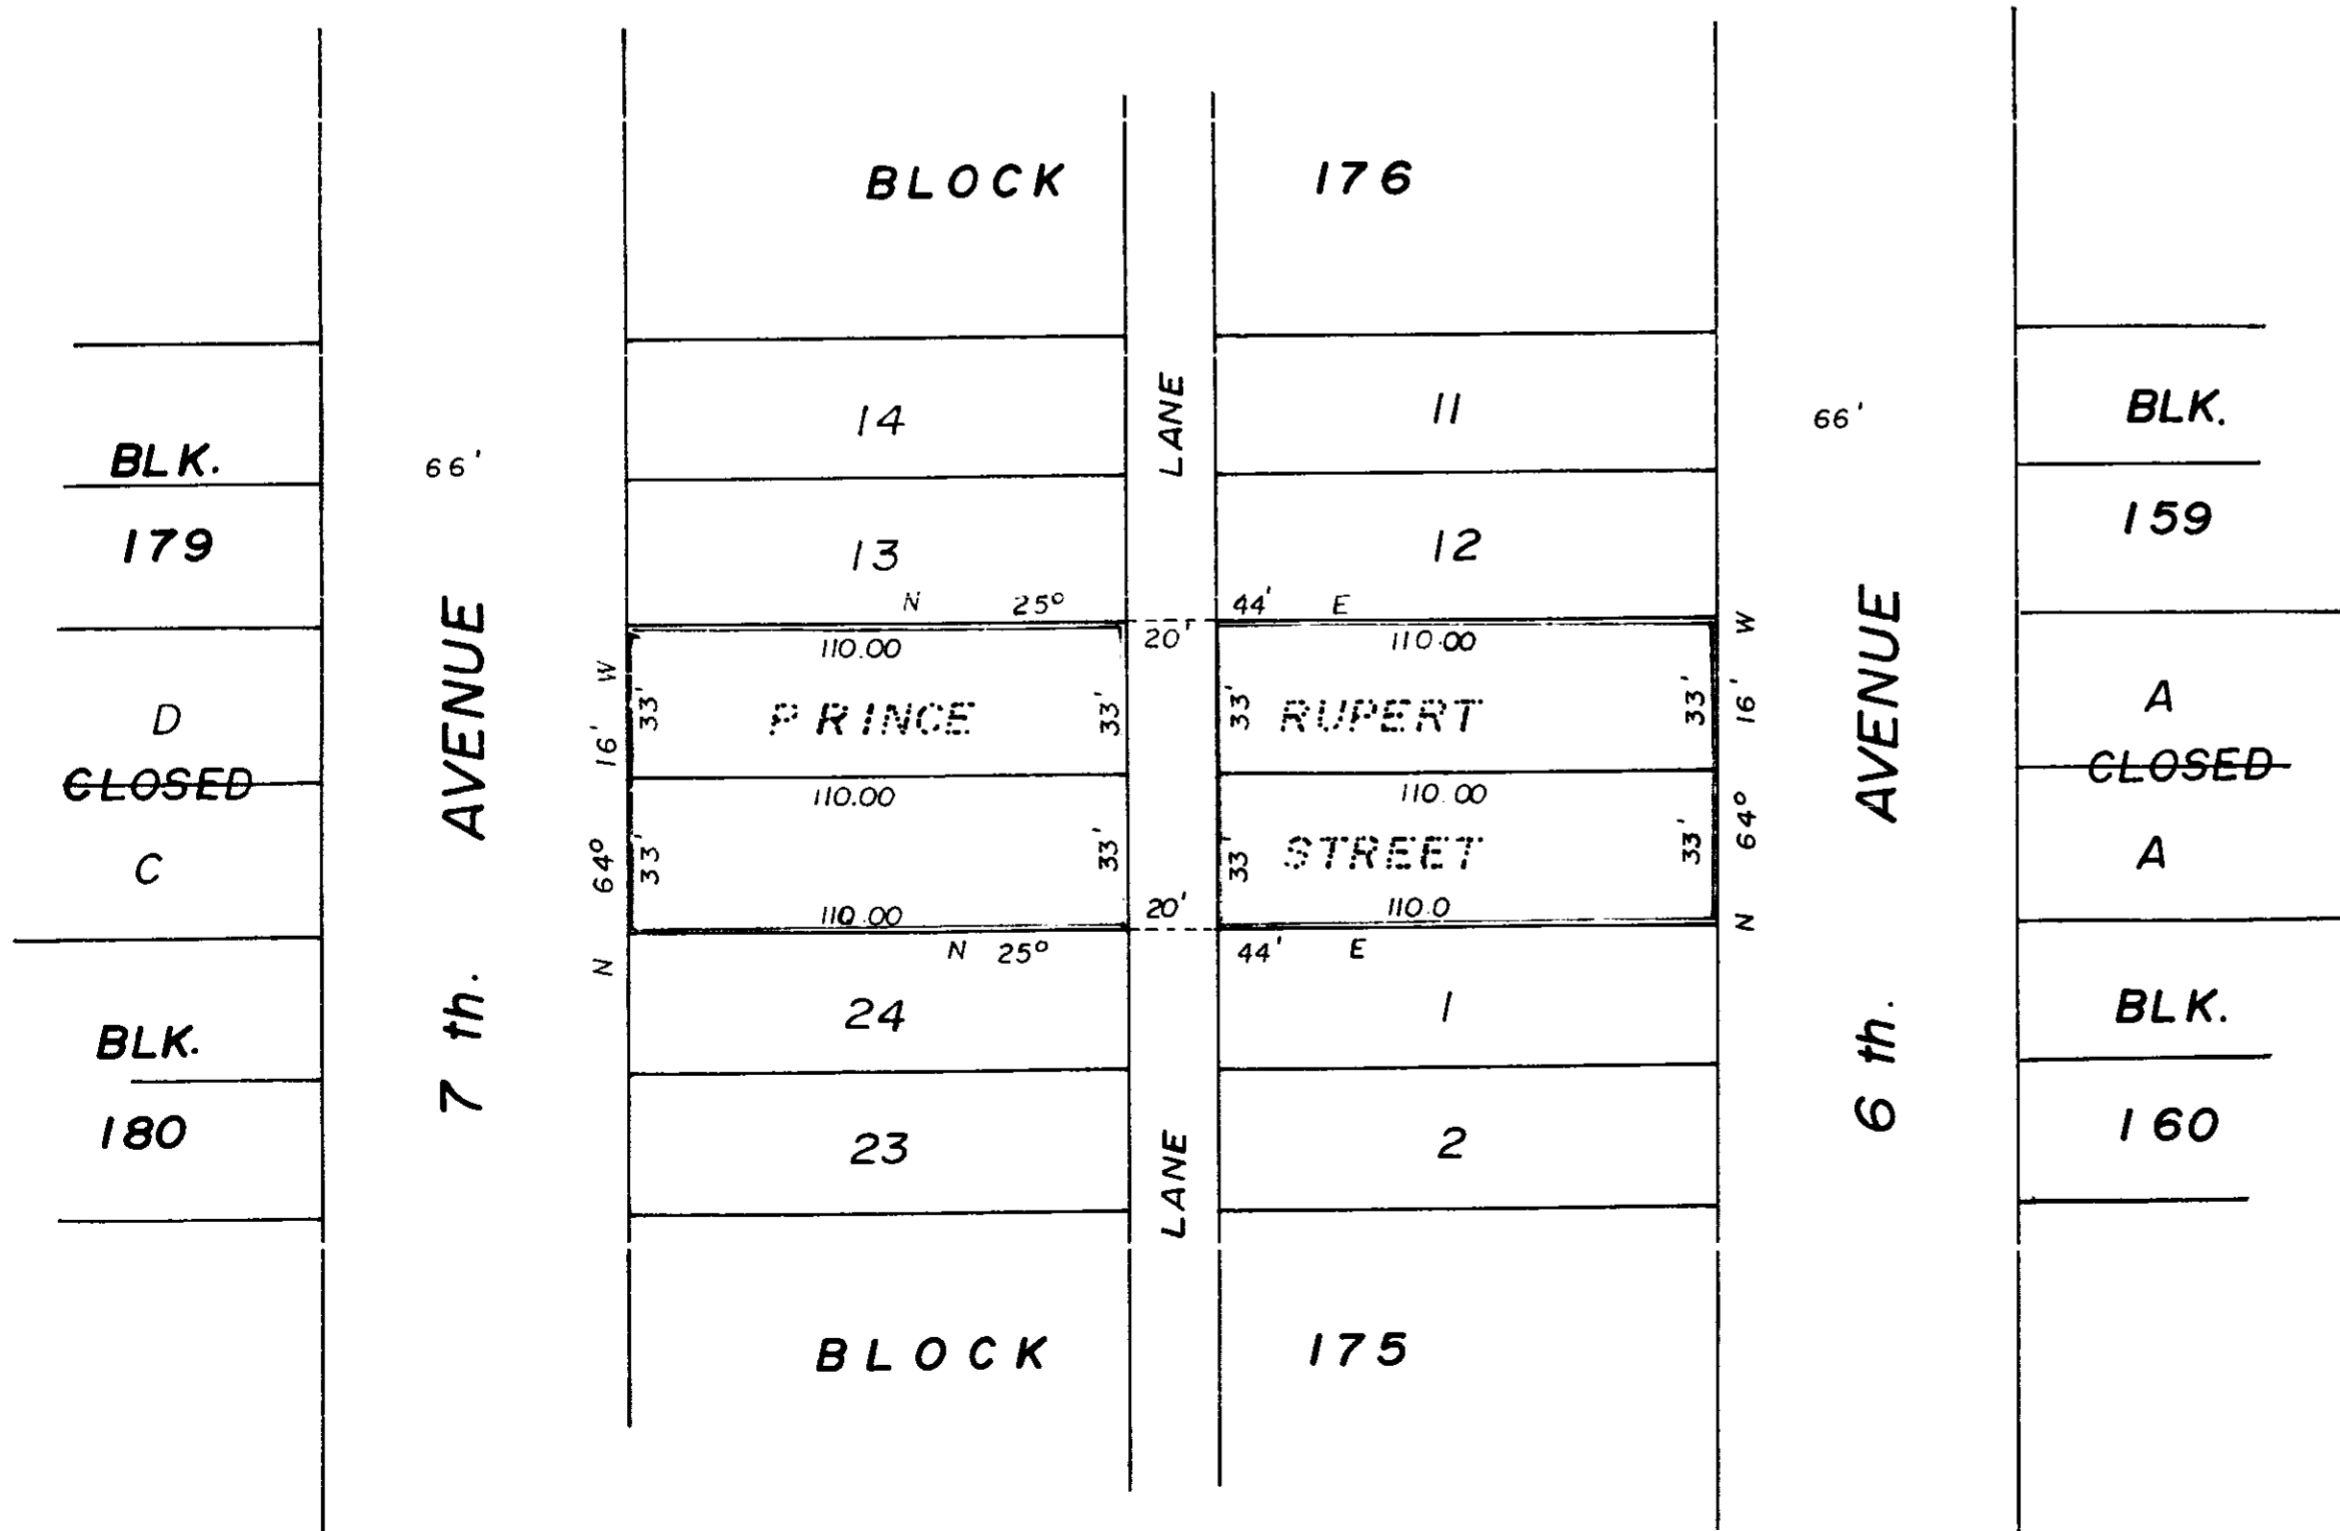 BLOCK 176
14
LANE
11
66'
BLK.
BLK.
66'
179
13
12
159
N 25° 44' E
110.00
20'
110.00
N 64° 16' W
N 64° 16' W
33'
33'
33'
33'
PRINCE RUPERT
D
A
7 th. AVENUE
6 th. AVENUE
CLOSED
CLOSED
110.00
110.00
33'
33'
33'
33'
STREET
C
A
110.00
20'
110.0
N 25° 44' E
24
1
BLK.
BLK.
180
160
23
LANE
2
BLOCK 175